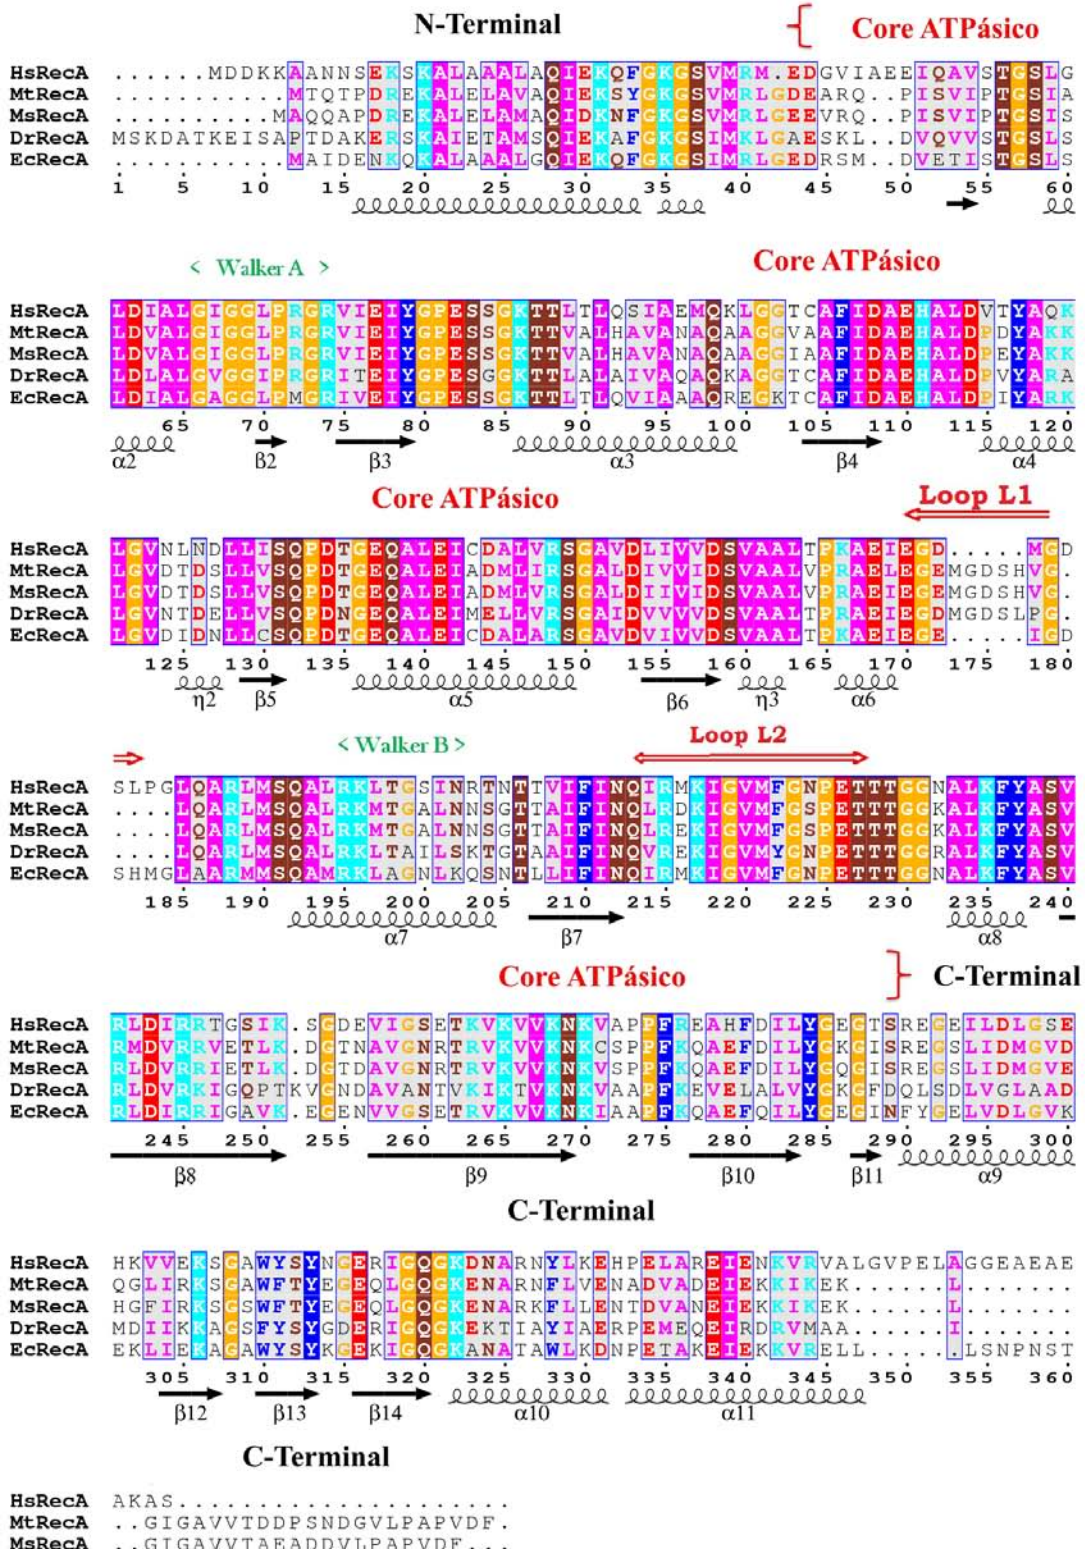 N-Terminal { Core ATPásico
HsRecA ......MDDKKAANNSEKSKALAAALAQIEKQFGKGSVMRM.EDGVIAEEIQAVSTGSLG
MtRecA ...........MTQTPDREKALELAVAQIEKSYGKGSVMRLGDEARQ..PISVIPTGSIA
MsRecA ..........MAQQAPDREKALELAMAQIDKNFGKGSVMRLGEEVRQ..PISVIPTGSIS
DrRecA MSKDATKEISAPTDAKERSKAIETAMSQIEKAFGKGSIMKLGAESKL..DVQVVSTGSLS
EcRecA ...........MAIDENKQKALAAALGQIEKQFGKGSIMRLGEDRSM..DVETISTGSLS
1 5 10 15 20 25 30 35 40 45 50 55 60
< Walker A > Core ATPásico
HsRecA LDIALGIGGLPRGRVIEIYGPESSGKTTLTLQSIAEMQKLGGTCAFIDAEHALDVTYAQK
MtRecA LDVALGIGGLPRGRVIEIYGPESSGKTTVALHAVANAQAAGGVAAFIDAEHALDPDYAKK
MsRecA LDVALGIGGLPRGRVIEIYGPESSGKTTVALHAVANAQAAGGIAAFIDAEHALDPEYAKK
DrRecA LDLALGVGGIPRGRITEIYGPESGGKTTLALAIVAQAQKAGGTCAFIDAEHALDPVYARA
EcRecA LDIALGAGGLPMGRIVEIYGPESSGKTTLTLQVIAAAQREGKTCAFIDAEHALDPIYARK
65 70 75 80 85 90 95 100 104 110 115 120
α2 β2 β3 α3 β4 α4
Core ATPásico Loop L1
HsRecA LGVNLNDLLISQPDTGEQALEICDALVRSGAVDLIVVDSVAALTPKAEIEGD.....MGD
MtRecA LGVDTDSLLVSQPDTGEQALEIADMLIRSGALDIVVIDSVAALVPRAELEGEMGDSHVG.
MsRecA LGVDTDSLLVSQPDTGEQALEIADMLVRSGALDIIVIDSVAALVPRAEIEGEMGDSHVG.
DrRecA LGVNTDELLVSQPDNGEQALEIMELLVRSGAIDVVVVDSVAALTPRAEIEGDMGDSLPG.
EcRecA LGVDIDNLLCSQPDTGEQALEICDALARSGAVDVIVVDSVAALTPKAEIEGE.....IGD
125 130 134 140 144 150 155 160 164 170 175 180
η2 β5 α5 β6 η3 α6
< Walker B > Loop L2
HsRecA SLPGLQARLMSQALRKLTGSINRTNTTVIFINQIRMKIGVMFGNPETTTGGNALKFYASV
MtRecA ....LQARLMSQALRKMTGALNNSGTTAIFINQLRDKIGVMFGSPETTTGGKALKFYASV
MsRecA ....LQARLMSQALRKMTGALNNSGTTAIFINQLREKIGVMFGSPETTTGGKALKFYASV
DrRecA ....LQARLMSQALRKLTAILSKTGTAAIFINQVREKIGVMYGNPETTTGGRALKFYASV
EcRecA SHMGLAARMMSQAMRKLAGNLKQSNTLLIFINQIRMKIGVMFGNPETTTGGNALKFYASV
185 190 195 200 205 210 215 220 225 230 235 240
α7 β7 α8
Core ATPásico } C-Terminal
HsRecA RLDIRRTGSIK.SGDEVIGSETKVKVVKNKVAPPFREAHFDILYGEGTSREGEILDLGSE
MtRecA RMDVRRVETLK.DGTNAVGNRTRVKVVKNKCSPPFKQAEFDILYGKGISREGSLIDMGVD
MsRecA RLDVRRIETLK.DGTDAVGNRTRVKVVKNKVSPPFKQAEFDILYGQGISREGSLIDMGVE
DrRecA RLDVRKIGQPTKVGNDAVANTVKIKTVKNKVAAPFKEVELALVYGKGFDQLSDLVGLAAD
EcRecA RLDIRRIGAVK.EGENVVGSETRVKVVKNKIAAPFKQAEFQILYGEGINFYGELVDLGVK
245 250 255 260 265 270 275 280 285 290 295 300
β8 β9 β10 β11 α9
C-Terminal
HsRecA HKVVEKSGAWYSYNGERIGQGKDNARNYLKEHPELAREIENKVRVALGVPELAGGEAEAE
MtRecA QGLIRKSGAWFTYEGEQLGQGKENARNFLVENADVADEIEKKIKEK......L.......
MsRecA HGFIRKSGSWFTYEGEQLGQGKENARKFLLENTDVANEIEKKIKEK......L.......
DrRecA MDIIKKAGSFYSYGDERIGQGKEKTIAYIAERPEMEQEIRDRVMAA......I.......
EcRecA EKLIEKAGAWYSYKGEKIGQGKANATAWLKDNPETAKEIEKKVRELL......LSNPNST
305 310 314 320 325 330 335 340 345 350 355 360
β12 β13 β14 α10 α11
C-Terminal
HsRecA AKAS.....................
MtRecA ..GIGAVVTDDPSNDGVLPAPVDF.
MsRecA ..GIGAVVTAEADDVLPAPVDF...